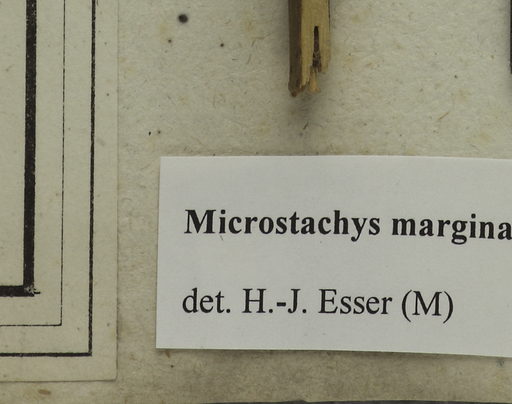 Microstachys margina
det. H.-J. Esser (M)